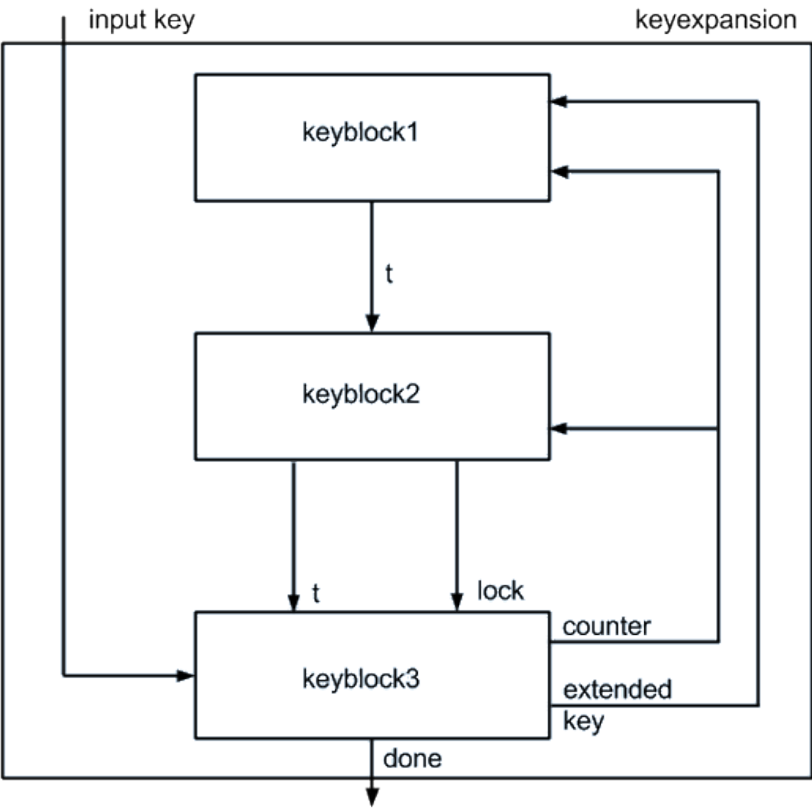 input key
keyexpansion
keyblock1
t
keyblock2
t
lock
counter
keyblock3
extended
key
done